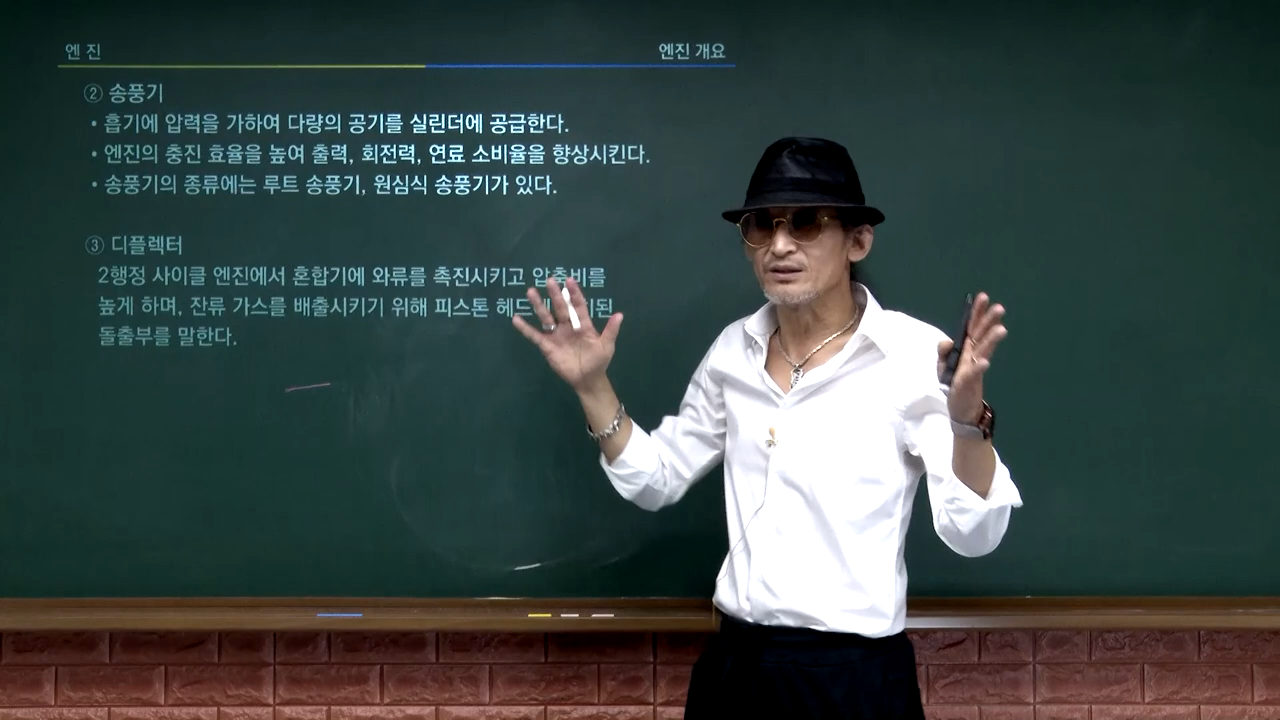 엔 진
엔진 개요
② 송풍기
• 흡기에 압력을 가하여 다량의 공기를 실린더에 공급한다.
• 엔진의 충진 효율을 높여 출력, 회전력, 연료 소비율을 향상시킨다.
• 송풍기의 종류에는 루트 송풍기, 원심식 송풍기가 있다.
③ 디플렉터
2행정 사이클 엔진에서 혼합기에 와류를 촉진시키고 압축비를
높게 하며, 잔류 가스를 배출시키기 위해 피스톤
돌출부를 말한다.